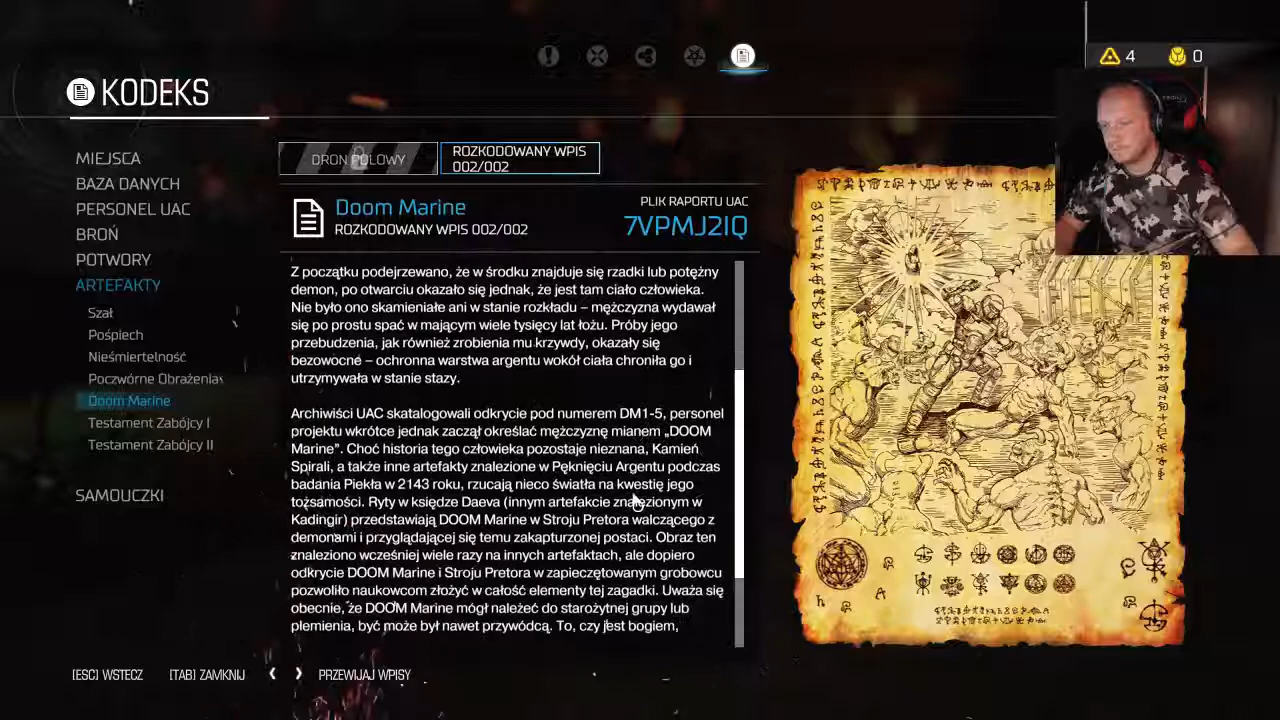 4 0
KODEKS
MIEJSCA
BAZA DANYCH
PERSONEL UAC
BROŃ
POTWORY
ARTEFAKTY
Szał
Pośpiech
Nieśmiertelność
Poczwórne Obrażenia
Doom Marine
Testament Zabójcy I
Testament Zabójcy II
SAMOUCZKI
DRON POLOWY
ROZKODOWANY WPIS
002/002
Doom Marine
ROZKODOWANY WPIS 002/002
PLIK RAPORTU UAC
7VPMJ2IQ
Z początku podejrzewano, że w środku znajduje się rzadki lub potężny
demon, po otwarciu okazało się jednak, że jest tam ciało człowieka.
Nie było ono skamieniałe ani w stanie rozkładu – mężczyzna wydawał
się po prostu spać w mającym wiele tysięcy lat łożu. Próby jego
przebudzenia, jak również zrobienia mu krzywdy, okazały się
bezowocne – ochronna warstwa argentu wokół ciała chroniła go i
utrzymywała w stanie stazy.
Archiwiści UAC skatalogowali odkrycie pod numerem DM1-5, personel
projektu wkrótce jednak zaczął określać mężczyznę mianem „DOOM
Marine”. Choć historia tego człowieka pozostaje nieznana, Kamień
Spirali, a także inne artefakty znalezione w Pęknięciu Argentu podczas
badania Piekła w 2143 roku, rzucają nieco światła na kwestię jego
tożsamości. Ryty w księdze Daeva (innym artefakcie znalezionym w
Kadingir) przedstawiają DOOM Marine w Stroju Pretora walczącego z
demonami i przyglądającej się temu zakapturzonej postaci. Obraz ten
znaleziono wcześniej wiele razy na innych artefaktach, ale dopiero
odkrycie DOOM Marine i Stroju Pretora w zapieczętowanym grobowcu
pozwoliło naukowcom złożyć w całość elementy tej zagadki. Uważa się
obecnie, że DOOM Marine mógł należeć do starożytnej grupy lub
plemienia, być może był nawet przywódcą. To, czy jest bogiem,
[ESC] WSTECZ [TAB] ZAMKNIJ PRZEWIJAJ WPISY